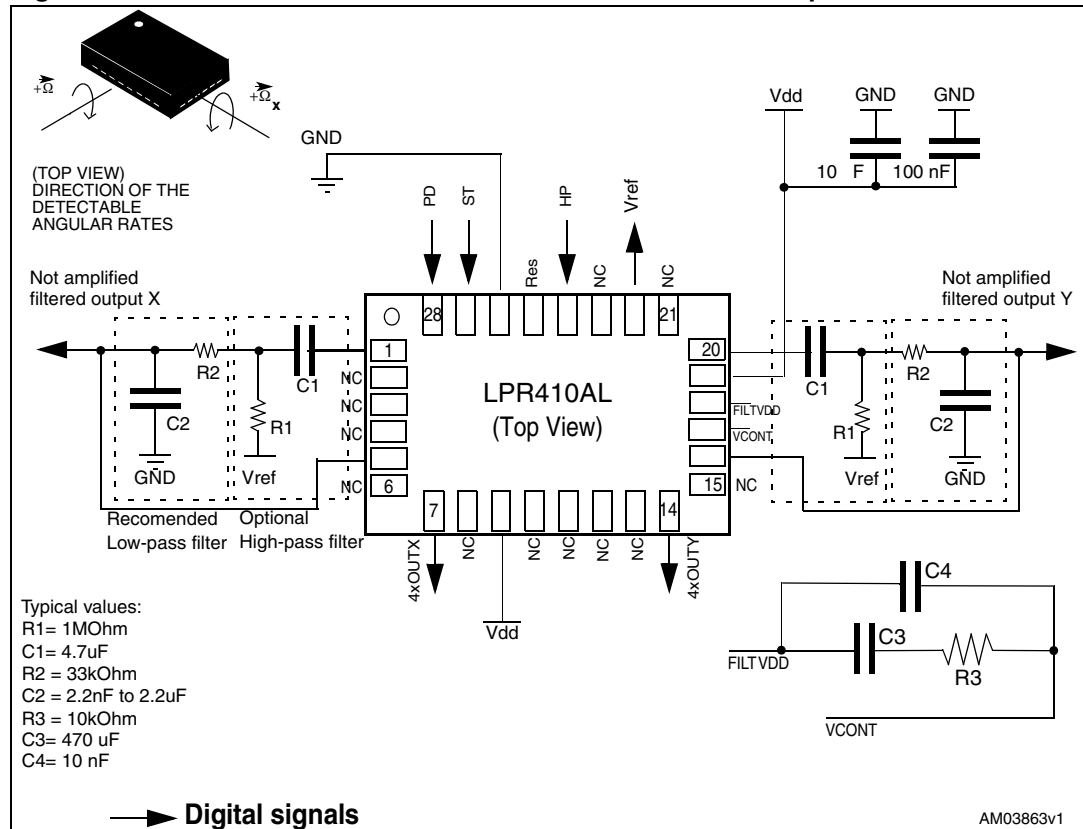 +Ω
+Ω x
(TOP VIEW)
DIRECTION OF THE
DETECTABLE
ANGULAR RATES
GND
PD
ST
Res
HP
NC
Vref
NC
Vdd
GND
GND
10 F
100 nF
Not amplified
filtered output X
Not amplified
filtered output Y
28
21
1
NC
NC
NC
NC
6
20
FILTVDD
VCONT
15
NC
LPR410AL
(Top View)
R2
C1
C2
R1
GND
Vref
C1
R2
R1
C2
Vref
GND
Recomended
Low-pass filter
Optional
High-pass filter
7
14
4xOUTX
NC
NC
NC
NC
NC
4xOUTY
Vdd
Typical values:
R1= 1MOhm
C1= 4.7uF
R2 = 33kOhm
C2 = 2.2nF to 2.2uF
R3 = 10kOhm
C3= 470 uF
C4= 10 nF
C4
C3
R3
FILTVDD
VCONT
Digital signals
AM03863v1